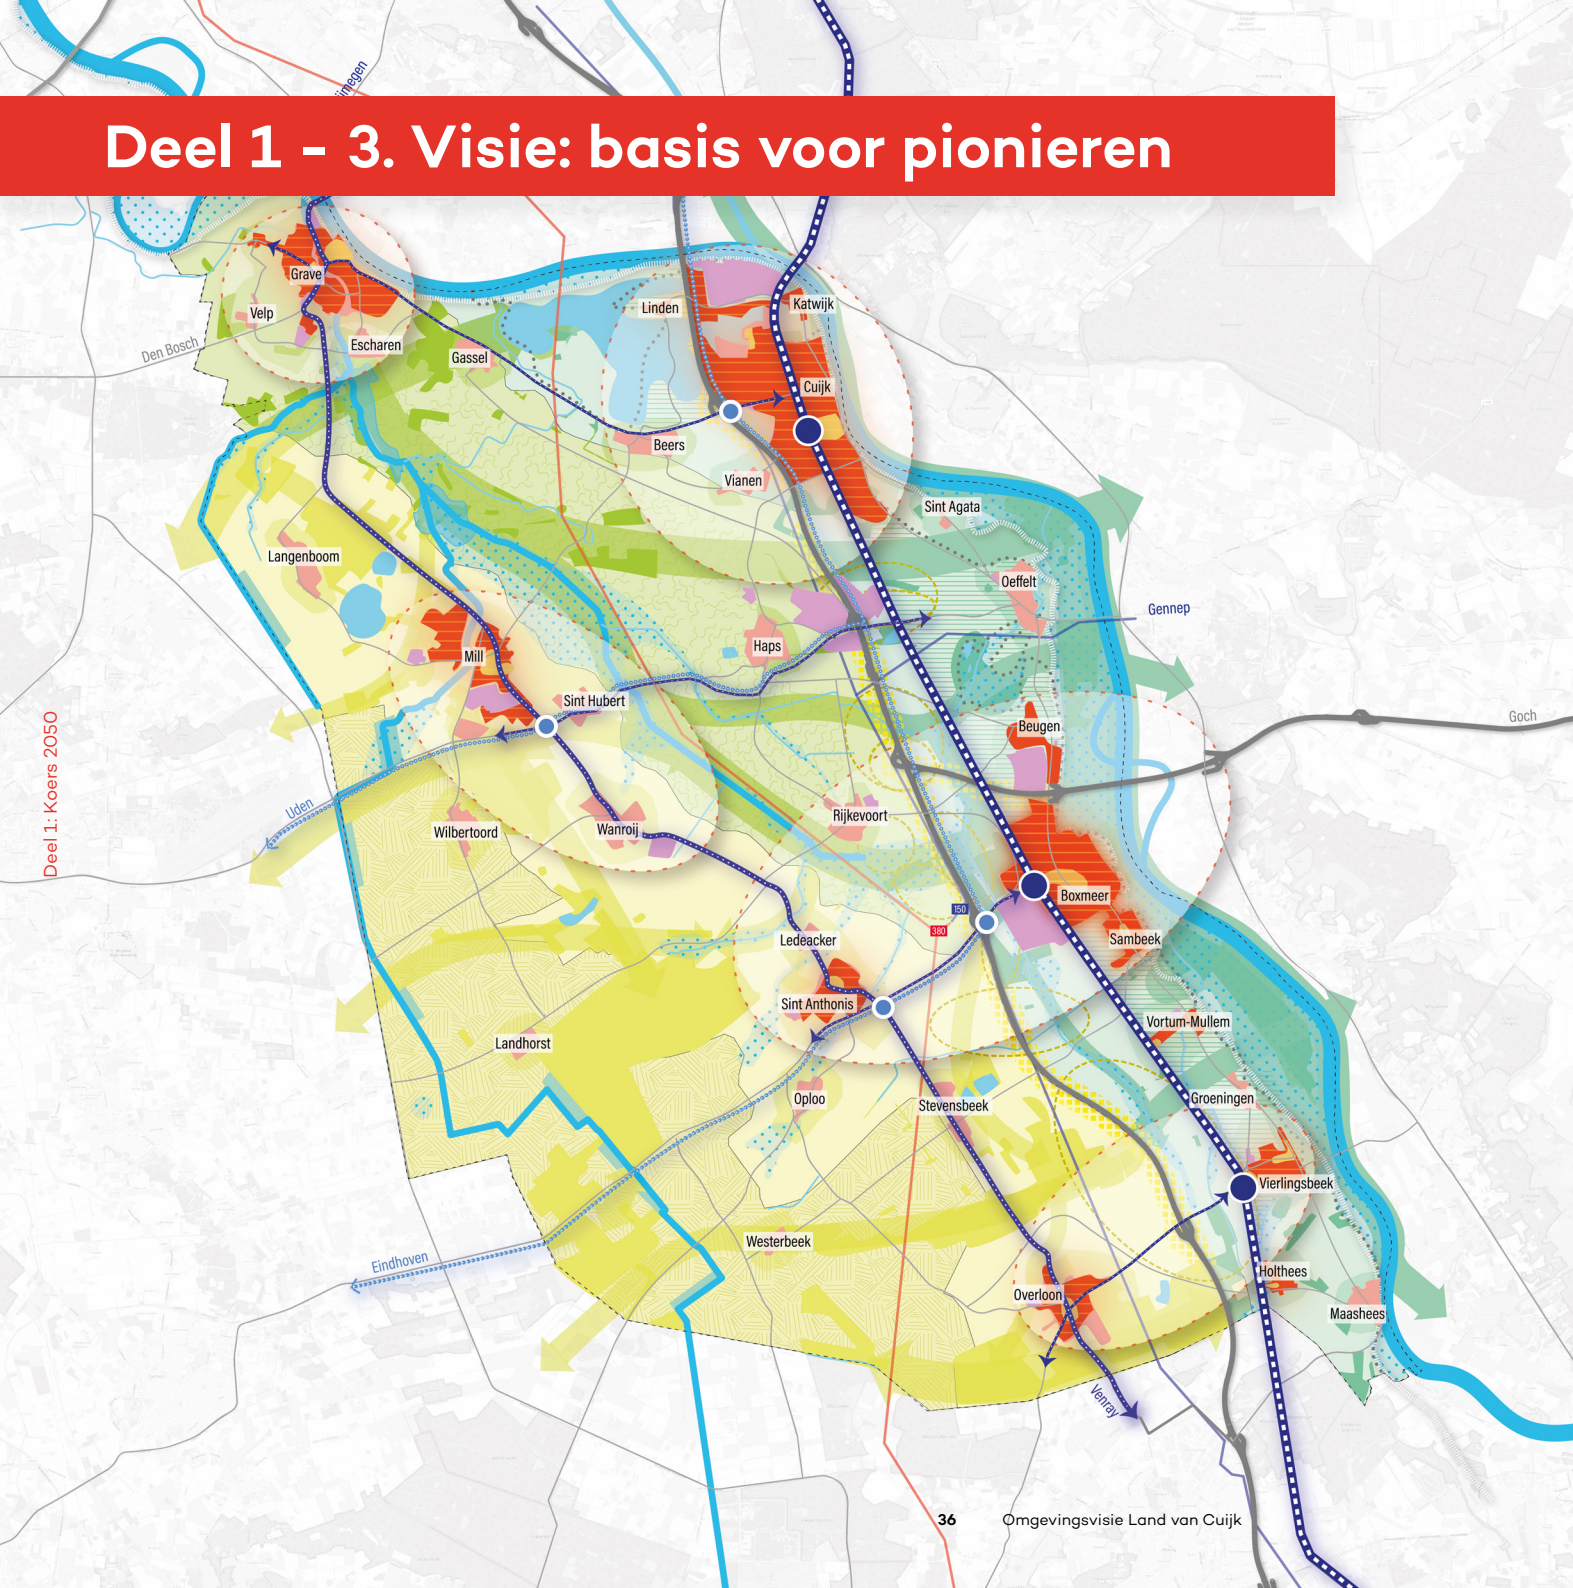 Deel 1 - 3. Visie: basis voor pionieren
Grave
Velp
Escharen
Den Bosch
Gassel
Linden
Katwijk
Cuijk
Beers
Vianen
Sint Agata
Langenboom
Oeffelt
Gennep
Haps
Mill
Sint Hubert
Beugen
Goch
Deel 1: Koers 2050
Uden
Wilbertoord
Wanroij
Rijkevoort
Boxmeer
150
380
Sambeek
Ledeacker
Sint Anthonis
Vortum-Mullem
Landhorst
Oploo
Stevensbeek
Groeningen
Vierlingsbeek
Westerbeek
Eindhoven
Holthees
Overloon
Maashees
Venray
36 Omgevingsvisie Land van Cuijk